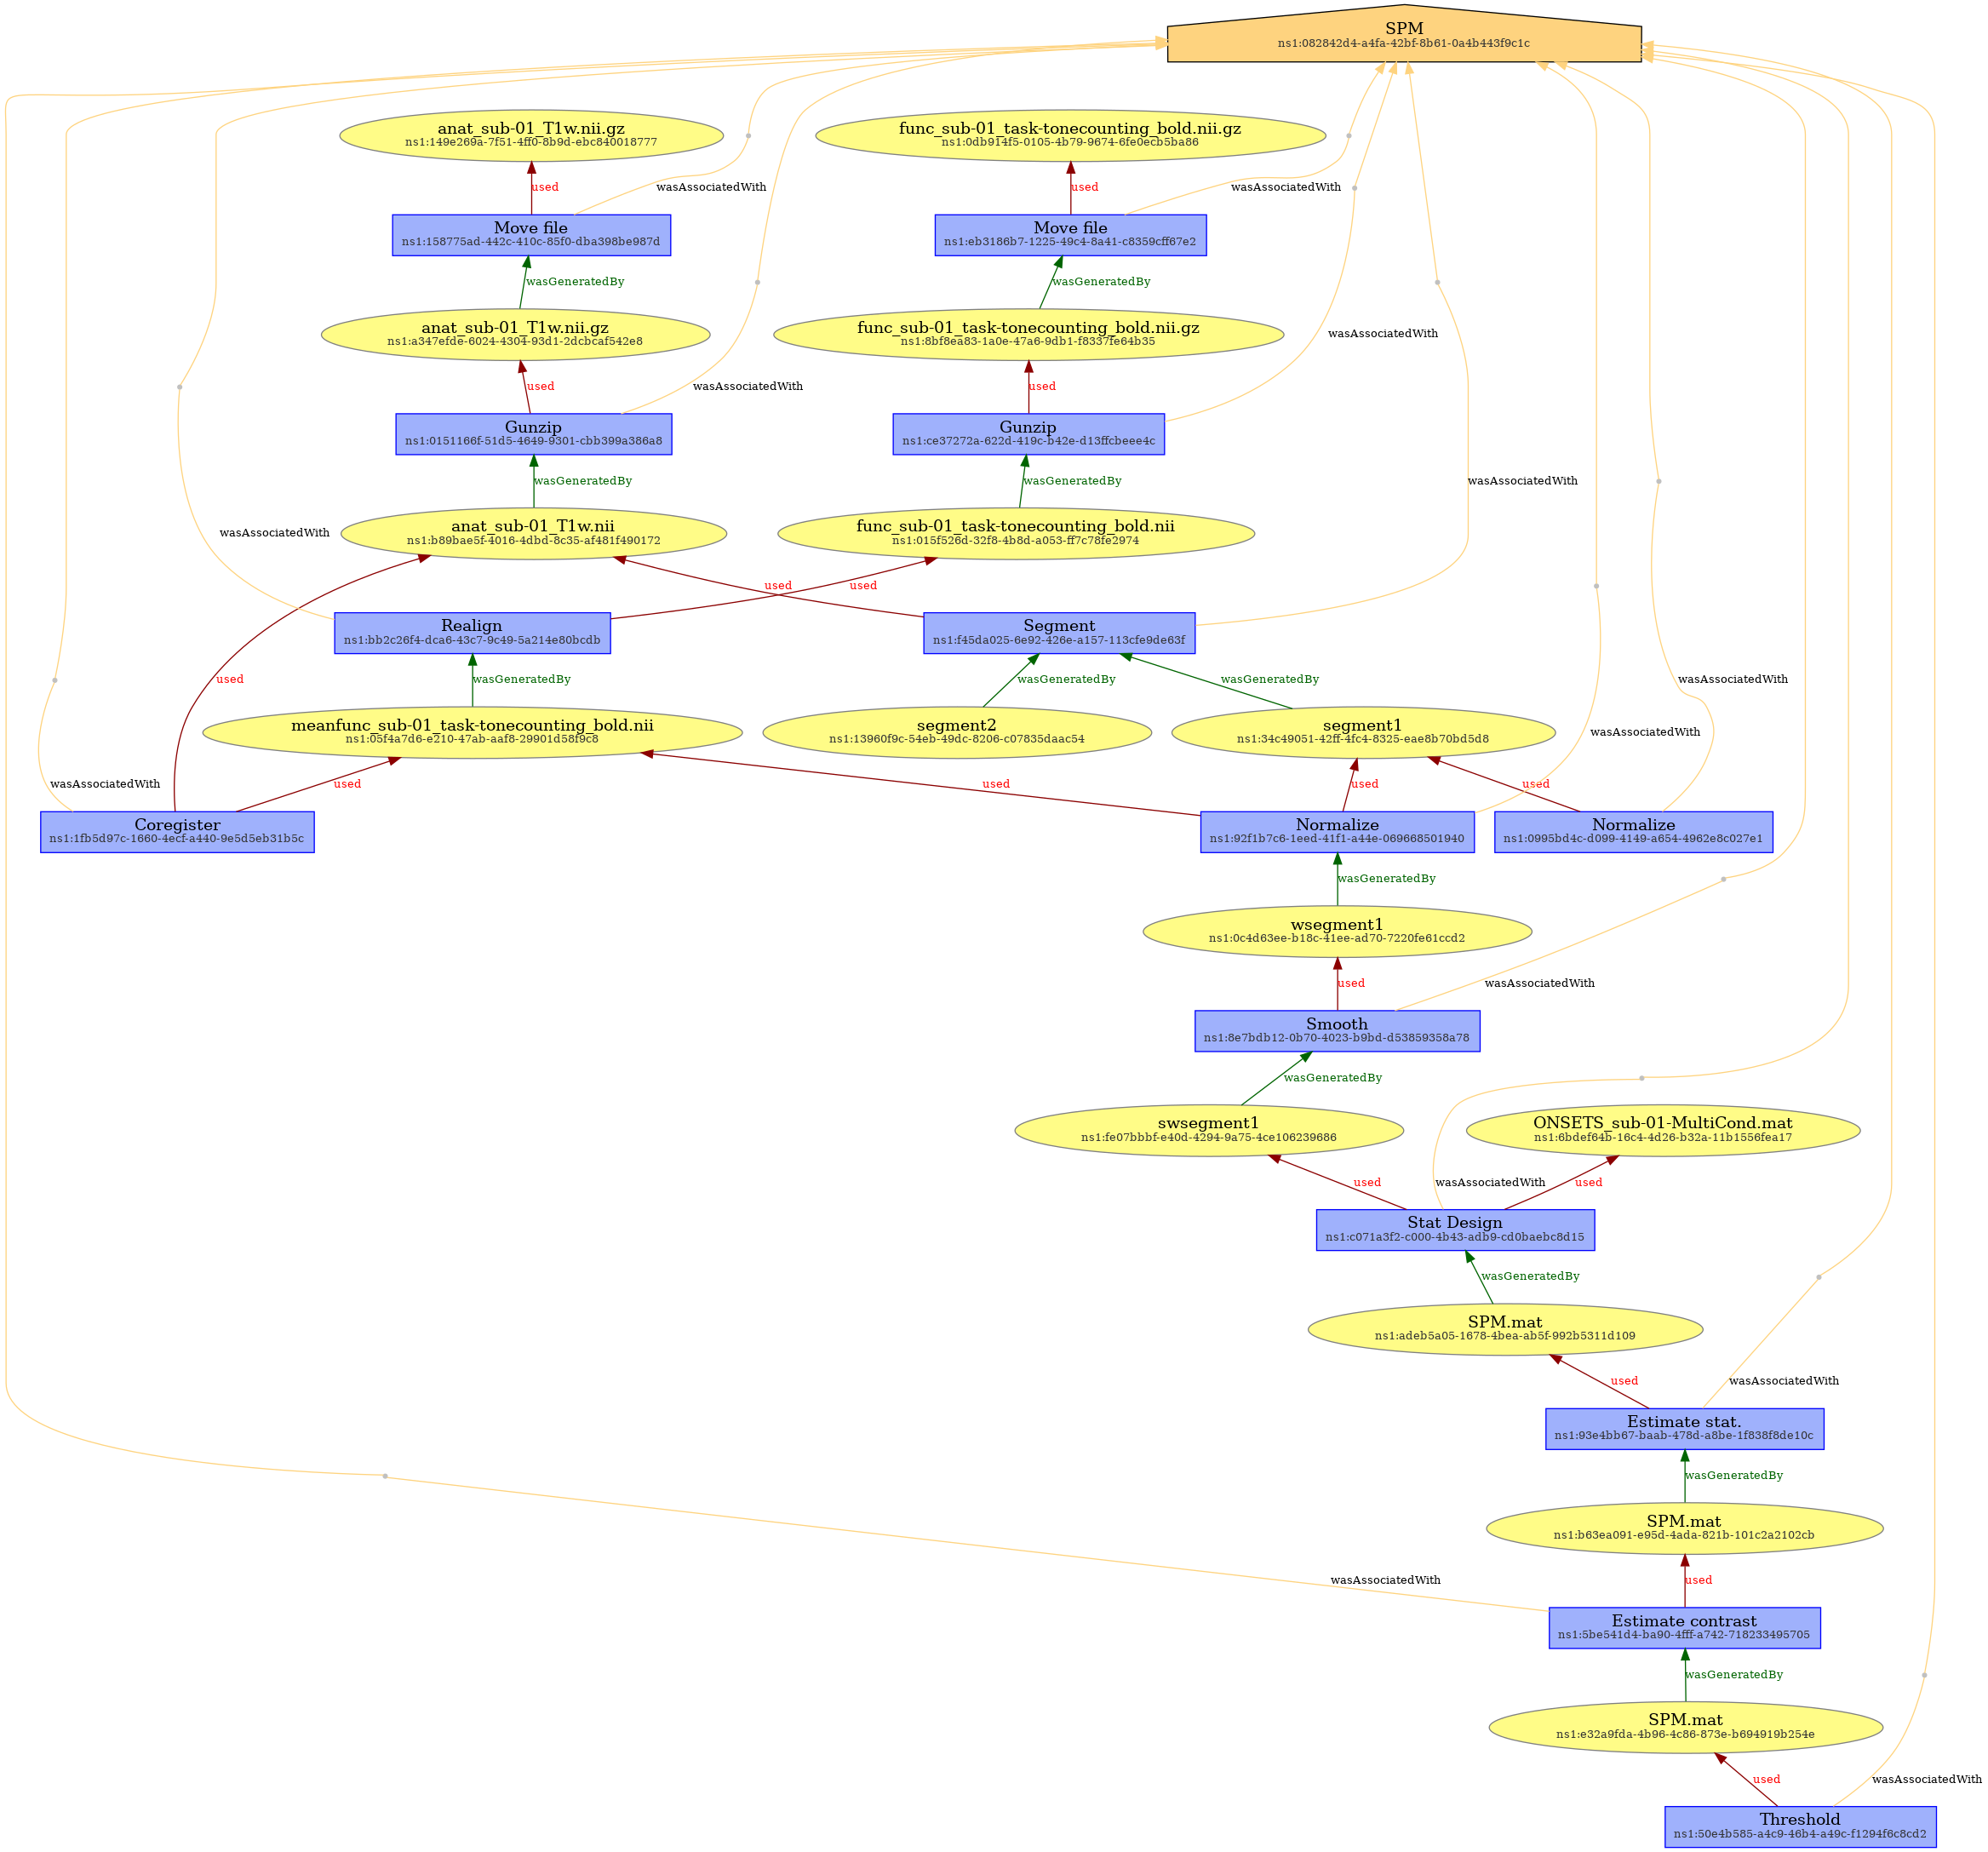 SPM
ns1:082842d4-a4fa-42bf-8b61-0a4b443f9c1c
anat_sub-01_T1w.nii.gz
ns1:149e269a-7f51-4ff0-8b9d-ebc840018777
func_sub-01_task-tonecounting_bold.nii.gz
ns1:0db914f5-0105-4b79-9674-6fe0ecb5ba86
used
wasAssociatedWith
used
wasAssociatedWith
Move file
ns1:158775ad-442c-410c-85f0-dba398be987d
Move file
ns1:eb3186b7-1225-49c4-8a41-c8359cff67e2
wasGeneratedBy
wasGeneratedBy
anat_sub-01_T1w.nii.gz
ns1:a347efde-6024-4304-93d1-2dcbcaf542e8
func_sub-01_task-tonecounting_bold.nii.gz
ns1:8bf8ea83-1a0e-47a6-9db1-f8337fe64b35
wasAssociatedWith
used
wasAssociatedWith
used
Gunzip
ns1:0151166f-51d5-4649-9301-cbb399a386a8
Gunzip
ns1:ce37272a-622d-419c-b42e-d13ffcbeee4c
wasGeneratedBy
wasGeneratedBy
wasAssociatedWith
anat_sub-01_T1w.nii
ns1:b89bae5f-4016-4dbd-8c35-af481f490172
func_sub-01_task-tonecounting_bold.nii
ns1:015f526d-32f8-4b8d-a053-ff7c78fe2974
wasAssociatedWith
used
used
Realign
ns1:bb2c26f4-dca6-43c7-9c49-5a214e80bcdb
Segment
ns1:f45da025-6e92-426e-a157-113cfe9de63f
used
wasGeneratedBy
wasGeneratedBy
wasGeneratedBy
wasAssociatedWith
meanfunc_sub-01_task-tonecounting_bold.nii
ns1:05f4a7d6-e210-47ab-aaf8-29901d58f9c8
segment2
ns1:13960f9c-54eb-49dc-8206-c07835daac54
segment1
ns1:34c49051-42ff-4fc4-8325-eae8b70bd5d8
wasAssociatedWith
wasAssociatedWith
used
used
used
used
Coregister
ns1:1fb5d97c-1660-4ecf-a440-9e5d5eb31b5c
Normalize
ns1:92f1b7c6-1eed-41f1-a44e-069668501940
Normalize
ns1:0995bd4c-d099-4149-a654-4962e8c027e1
wasGeneratedBy
wsegment1
ns1:0c4d63ee-b18c-41ee-ad70-7220fe61ccd2
used
wasAssociatedWith
Smooth
ns1:8e7bdb12-0b70-4023-b9bd-d53859358a78
wasGeneratedBy
swsegment1
ns1:fe07bbbf-e40d-4294-9a75-4ce106239686
ONSETS_sub-01-MultiCond.mat
ns1:6bdef64b-16c4-4d26-b32a-11b1556fea17
used
wasAssociatedWith
used
Stat Design
ns1:c071a3f2-c000-4b43-adb9-cd0baebc8d15
wasGeneratedBy
SPM.mat
ns1:adeb5a05-1678-4bea-ab5f-992b5311d109
used
wasAssociatedWith
Estimate stat.
ns1:93e4bb67-baab-478d-a8be-1f838f8de10c
wasGeneratedBy
SPM.mat
ns1:b63ea091-e95d-4ada-821b-101c2a2102cb
wasAssociatedWith
used
Estimate contrast
ns1:5be541d4-ba90-4fff-a742-718233495705
wasGeneratedBy
SPM.mat
ns1:e32a9fda-4b96-4c86-873e-b694919b254e
used
wasAssociatedWith
Threshold
ns1:50e4b585-a4c9-46b4-a49c-f1294f6c8cd2